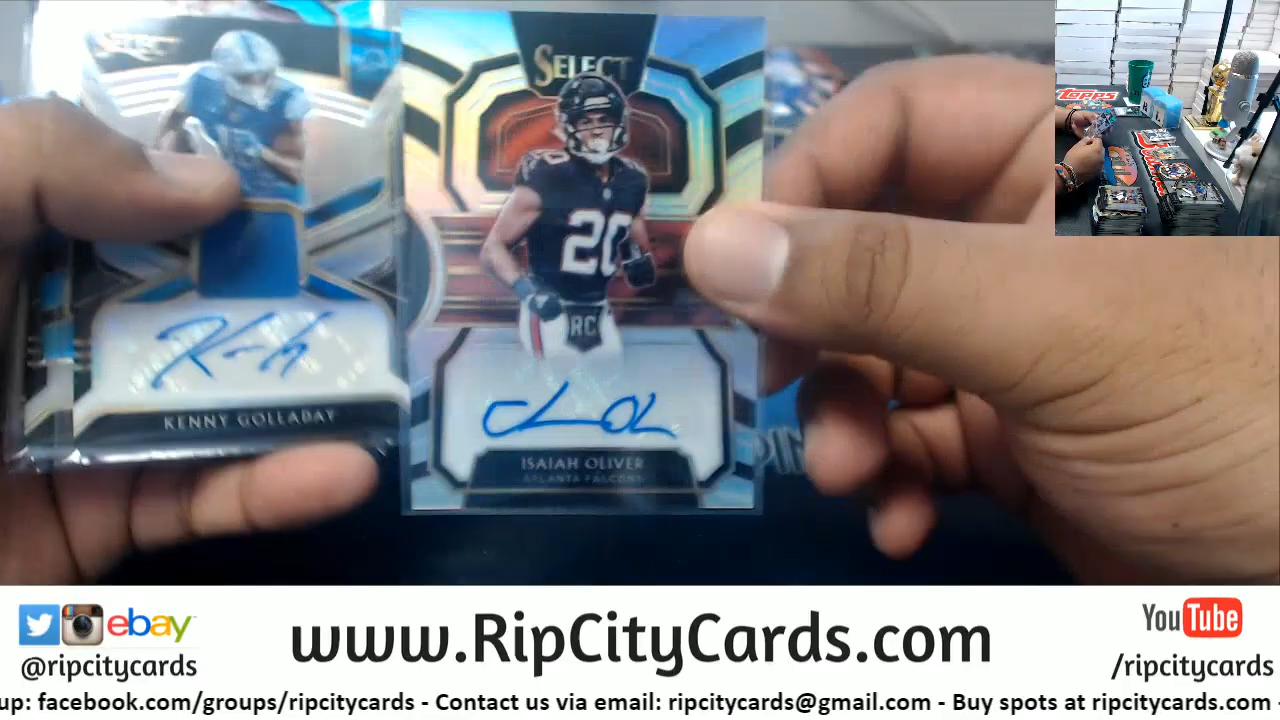 SELECT
KENNY GOLLADAY
SELECT
20
RC
ISAIAH OLIVER
ATLANTA FALCONS
TOPPS
ebay
@ripcitycards
www.RipCityCards.com
YouTube
/ripcitycards
up: facebook.com/groups/ripcitycards - Contact us via email: ripcitycards@gmail.com - Buy spots at ripcitycards.com -